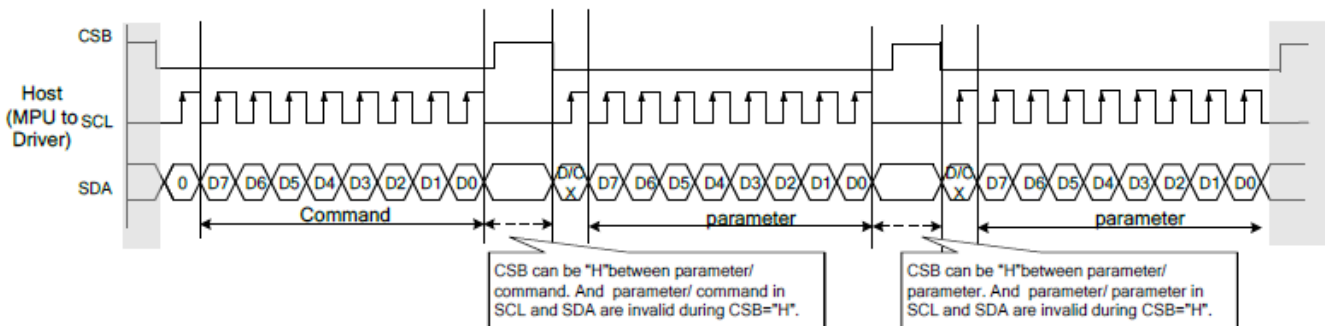 CSB
Host
(MPU to
Driver)
SCL
SDA
0 D7 D6 D5 D4 D3 D2 D1 D0 D/C X D7 D6 D5 D4 D3 D2 D1 D0 D/C X D7 D6 D5 D4 D3 D2 D1 D0
Command parameter parameter
CSB can be "H"between parameter/
command. And parameter/ command in
SCL and SDA are invalid during CSB="H".
CSB can be "H"between parameter/
parameter. And parameter/ parameter in
SCL and SDA are invalid during CSB="H".